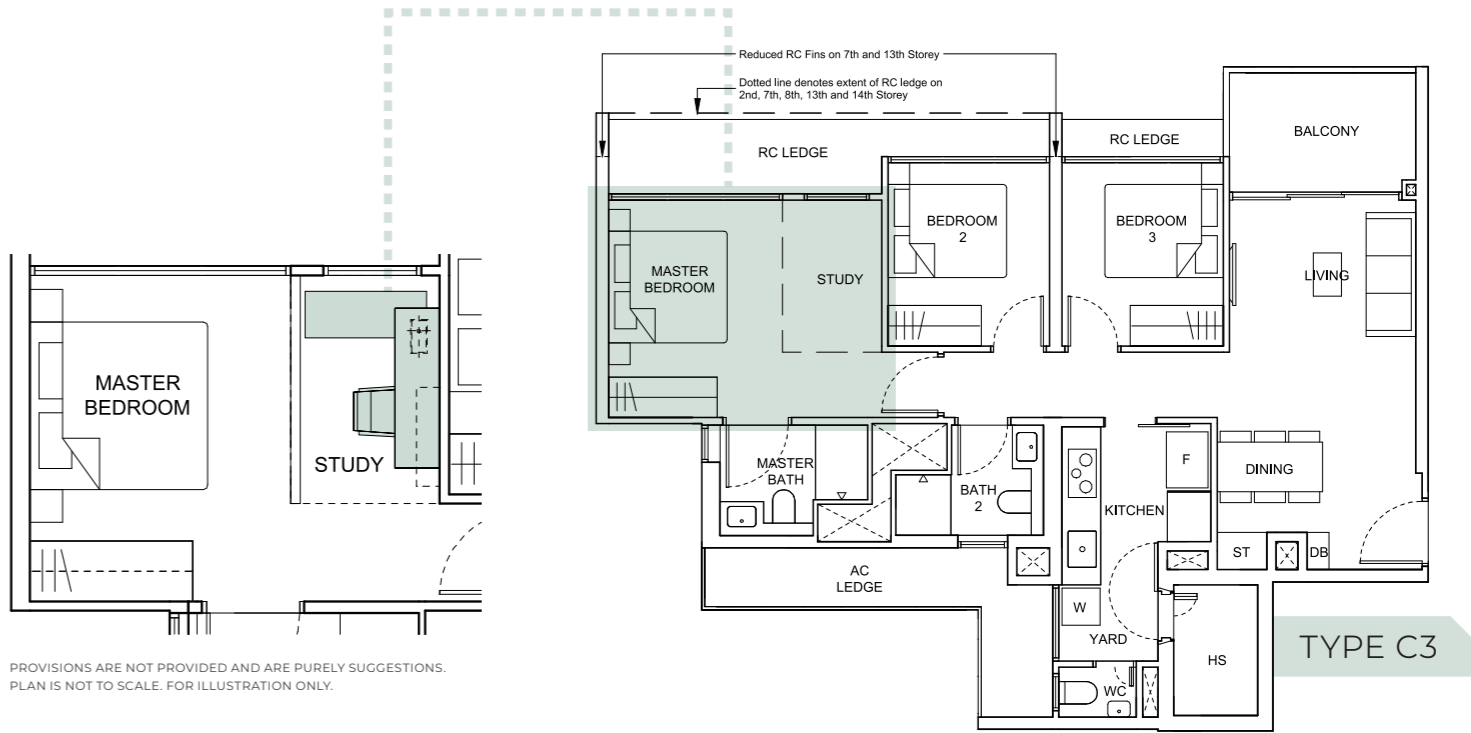 Reduced RC Fins on 7th and 13th Storey
Dotted line denotes extent of RC ledge on
2nd, 7th, 8th, 13th and 14th Storey
RC LEDGE
RC LEDGE
BALCONY
BEDROOM
2
BEDROOM
3
MASTER
BEDROOM
STUDY
LIVING
MASTER
BEDROOM
STUDY
MASTER
BATH
BATH
2
F
DINING
KITCHEN
ST
DB
AC
LEDGE
W
YARD
HS
WC
TYPE C3
PROVISIONS ARE NOT PROVIDED AND ARE PURELY SUGGESTIONS.
PLAN IS NOT TO SCALE. FOR ILLUSTRATION ONLY.